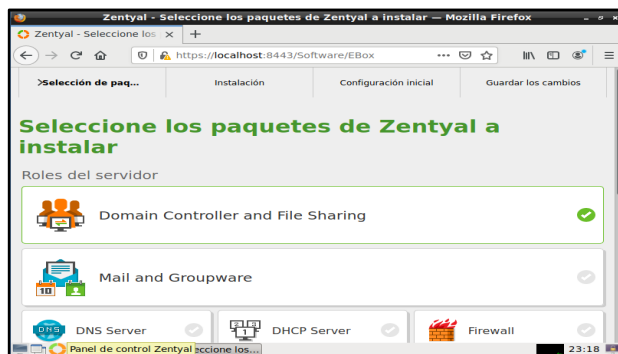 Zentyal - Seleccione los paquetes de Zentyal a instalar — Mozilla Firefox
Zentyal - Seleccione los
https://localhost:8443/Software/EBox
Selección de paq...
Instalación
Configuración inicial
Guardar los cambios
Seleccione los paquetes de Zentyal a
instalar
Roles del servidor
Domain Controller and File Sharing
10
Mail and Groupware
DNS
DNS Server
DHCP Server
Firewall
Panel de control Zentyal
eccione los...
23:18